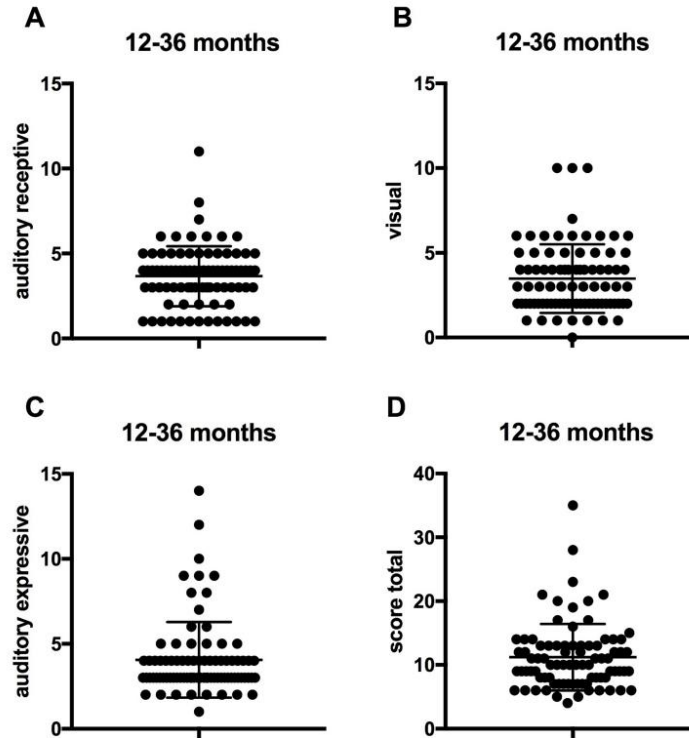 A
12-36 months
auditory receptive
15
10
5
0
B
12-36 months
visual
15
10
5
0
C
12-36 months
auditory expressive
15
10
5
0
D
12-36 months
score total
40
30
20
10
0